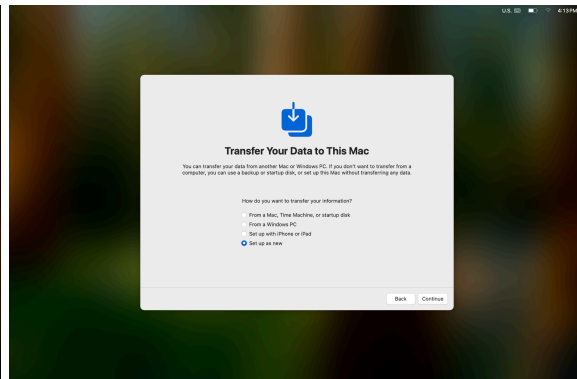 U.S. 4:13 PM
Transfer Your Data to This Mac
You can transfer your data from another Mac or Windows PC. If you don't want to transfer from a
computer, you can use a backup or startup disk, or set up this Mac without transferring any data.
How do you want to transfer your information?
From a Mac, Time Machine, or startup disk
From a Windows PC
Set up with iPhone or iPad
Set up as new
Back Continue